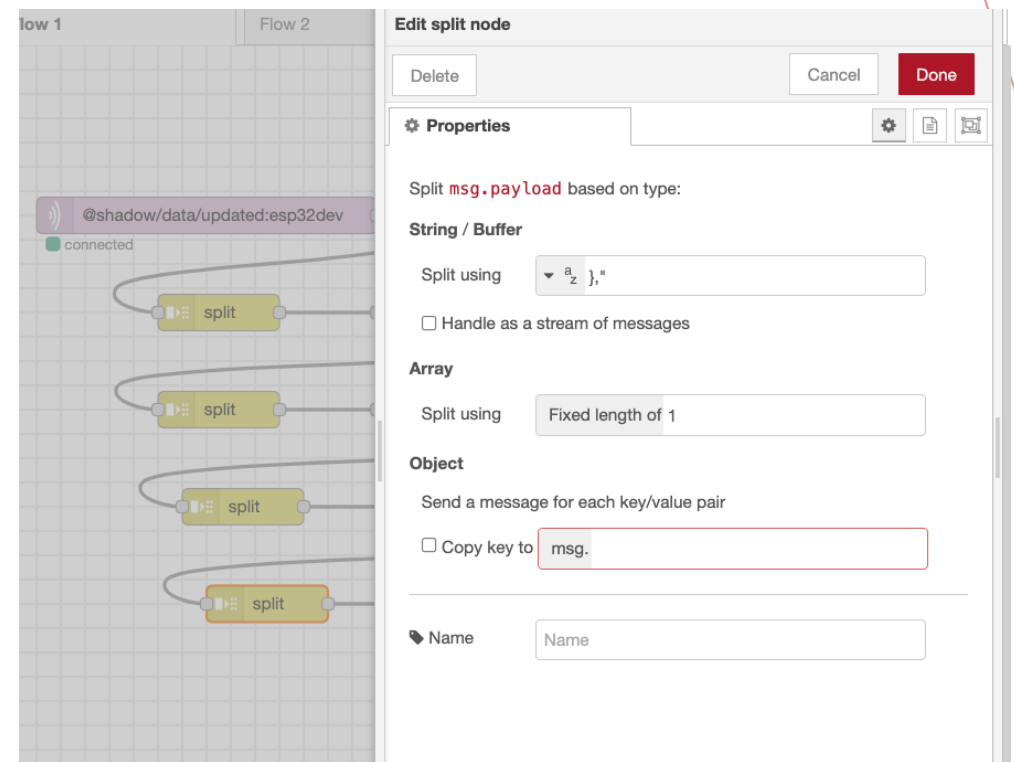 low 1
Flow 2
Edit split node
Delete
Cancel
Done
Properties
Split msg.payload based on type:
@shadow/data/updated:esp32dev
connected
String / Buffer
Split using
az },"
split
Handle as a stream of messages
Array
split
Split using
Fixed length of 1
Object
split
Send a message for each key/value pair
Copy key to
msg.
split
Name
Name